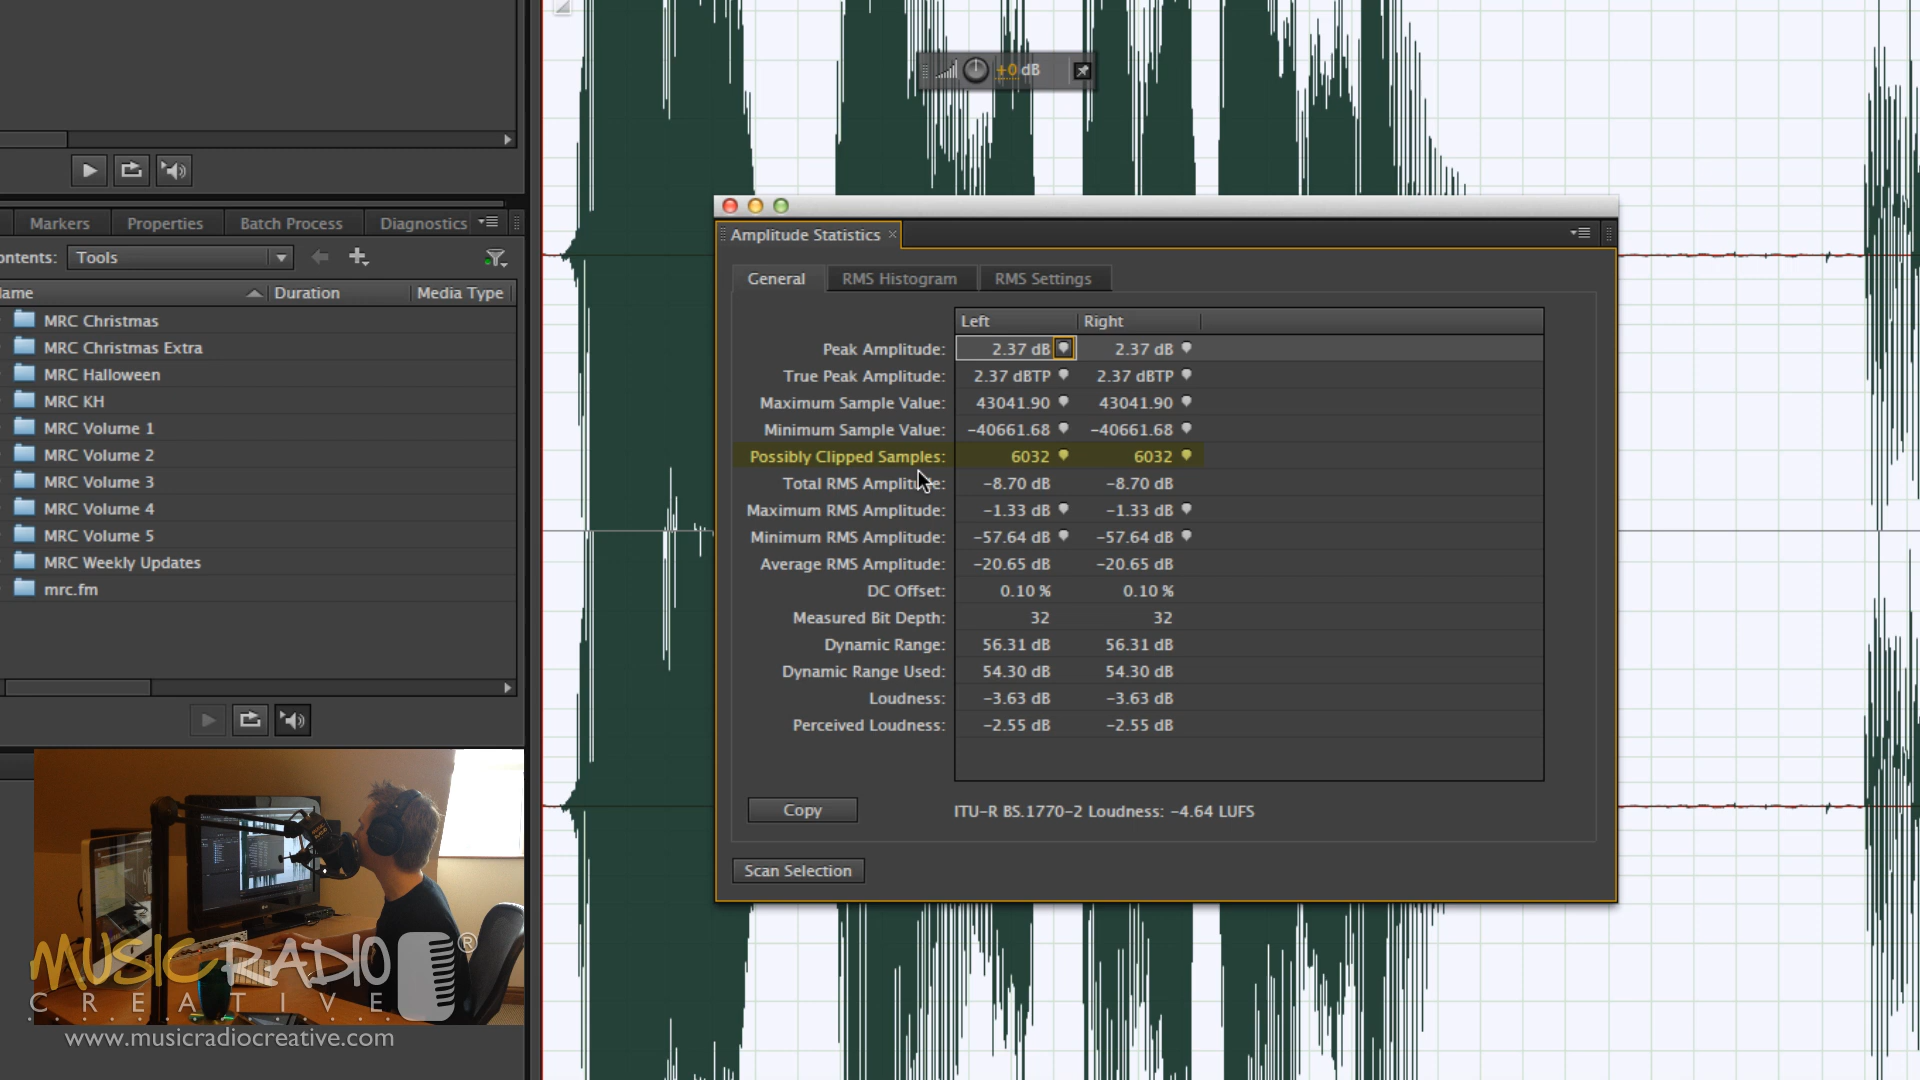 +0 dB
Markers Properties Batch Process Diagnostics
ontents: Tools
ame Duration Media Type
MRC Christmas
MRC Christmas Extra
MRC Halloween
MRC KH
MRC Volume 1
MRC Volume 2
MRC Volume 3
MRC Volume 4
MRC Volume 5
MRC Weekly Updates
mrc.fm
Amplitude Statistics ×
General RMS Histogram RMS Settings
Left Right
Peak Amplitude: 2.37 dB 2.37 dB
True Peak Amplitude: 2.37 dBTP 2.37 dBTP
Maximum Sample Value: 43041.90 43041.90
Minimum Sample Value: -40661.68 -40661.68
Possibly Clipped Samples: 6032 6032
Total RMS Amplitude: -8.70 dB -8.70 dB
Maximum RMS Amplitude: -1.33 dB -1.33 dB
Minimum RMS Amplitude: -57.64 dB -57.64 dB
Average RMS Amplitude: -20.65 dB -20.65 dB
DC Offset: 0.10 % 0.10 %
Measured Bit Depth: 32 32
Dynamic Range: 56.31 dB 56.31 dB
Dynamic Range Used: 54.30 dB 54.30 dB
Loudness: -3.63 dB -3.63 dB
Perceived Loudness: -2.55 dB -2.55 dB
Copy ITU-R BS.1770-2 Loudness: -4.64 LUFS
Scan Selection
MUSIC RADIO ®
CREATIVE
www.musicradiocreative.com